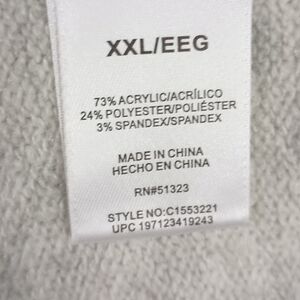 XXL/EEG
73% ACRYLIC/ACRÍLICO
24% POLYESTER/POLIÉSTER
3% SPANDEX/SPANDEX
MADE IN CHINA
HECHO EN CHINA
RN#51323
STYLE NO:C1553221
UPC 197123419243